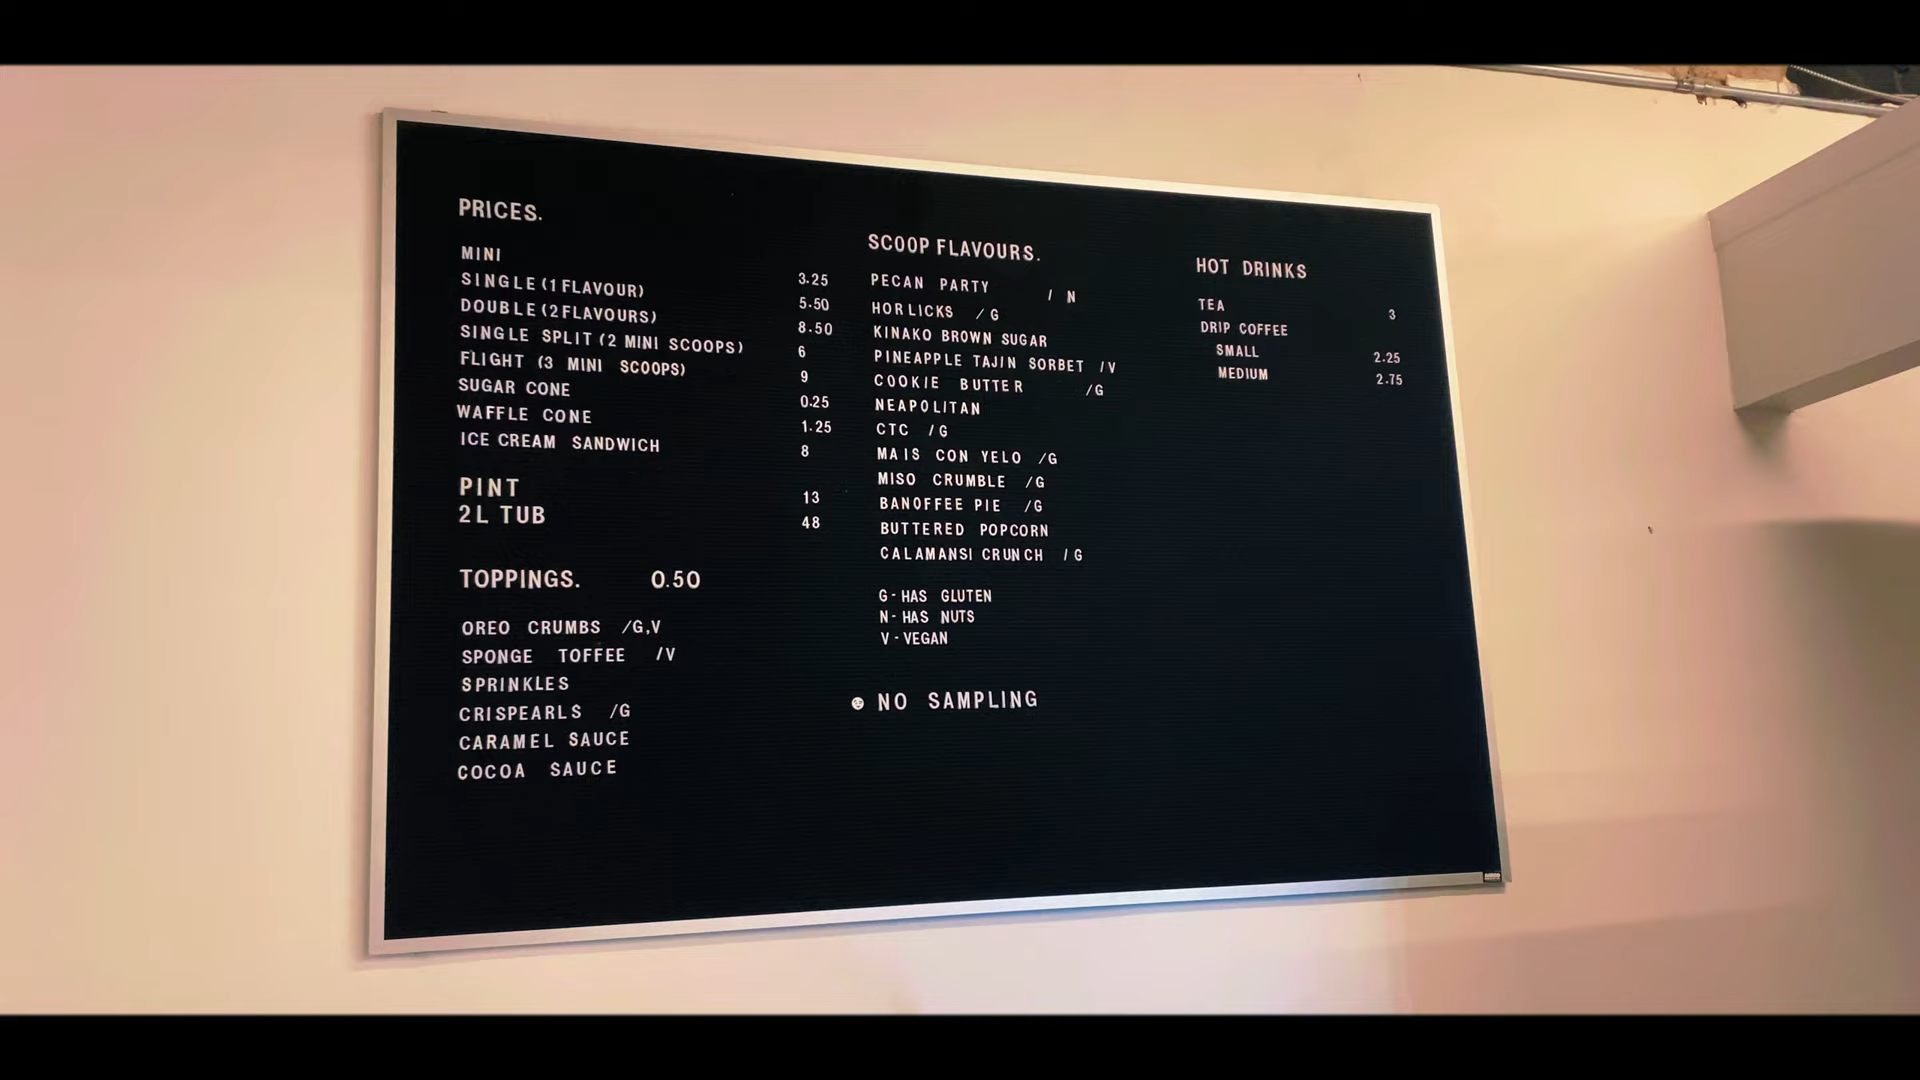 PRICES.
MINI 3.25
SINGLE (1 FLAVOUR) 5.50
DOUBLE (2 FLAVOURS) 8.50
SINGLE SPLIT (2 MINI SCOOPS) 6
FLIGHT (3 MINI SCOOPS) 9
SUGAR CONE 0.25
WAFFLE CONE 1.25
ICE CREAM SANDWICH 8
PINT 13
2L TUB 48
TOPPINGS. 0.50
OREO CRUMBS /G,V
SPONGE TOFFEE /V
SPRINKLES
CRISPEARLS /G
CARAMEL SAUCE
COCOA SAUCE
SCOOP FLAVOURS.
PECAN PARTY / N
HORLICKS /G
KINAKO BROWN SUGAR
PINEAPPLE TAJIN SORBET /V
COOKIE BUTTER /G
NEAPOLITAN
CTC /G
MAIS CON YELO /G
MISO CRUMBLE /G
BANOFFEE PIE /G
BUTTERED POPCORN
CALAMANSI CRUNCH /G
G - HAS GLUTEN
N - HAS NUTS
V - VEGAN
NO SAMPLING
HOT DRINKS
TEA 3
DRIP COFFEE
SMALL 2.25
MEDIUM 2.75